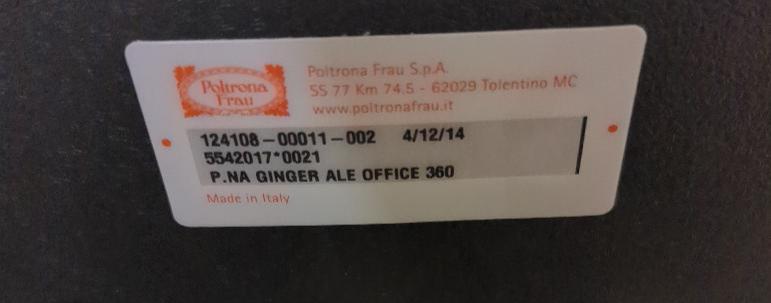 Poltrona
Frau
Poltrona Frau S.p.A.
SS 77 Km 74.5 - 62029 Tolentino MC
www.poltronafrau.it
124108-00011-002 4/12/14
5542017*0021
P.NA GINGER ALE OFFICE 360
Made in Italy